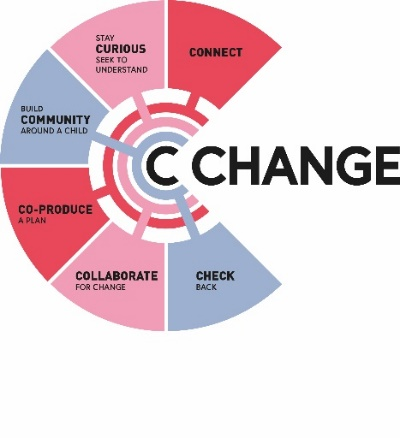 CONNECT
STAY
CURIOUS
SEEK TO
UNDERSTAND
BUILD
COMMUNITY
AROUND A CHILD
CO-PRODUCE
A PLAN
COLLABORATE
FOR CHANGE
CHECK
BACK
C CHANGE